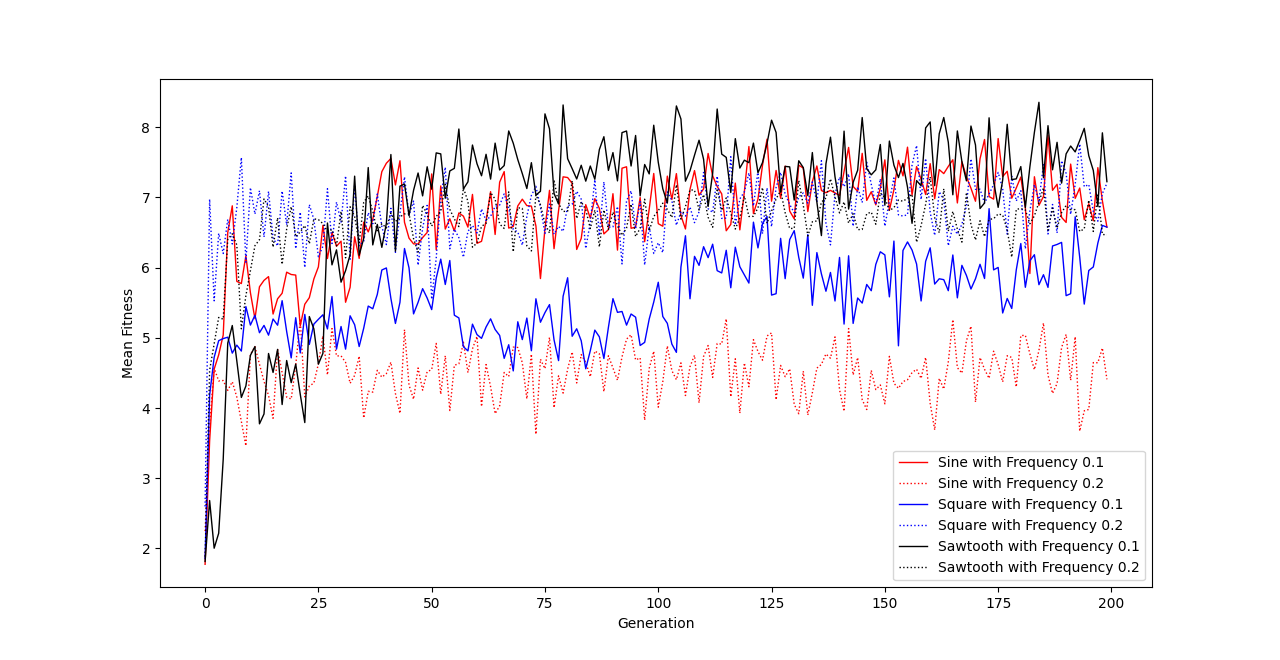 8
7
6
5
4
3
2
Mean Fitness
Sine with Frequency 0.1
Sine with Frequency 0.2
Square with Frequency 0.1
Square with Frequency 0.2
Sawtooth with Frequency 0.1
Sawtooth with Frequency 0.2
0 25 50 75 100 125 150 175 200
Generation